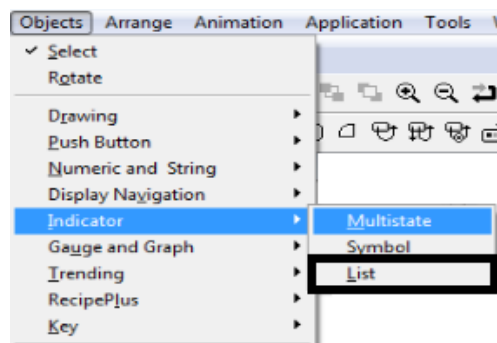 Objects Arrange Animation Application Tools
Select
Rotate
Drawing
Push Button
Numeric and String
Display Navigation
Indicator
Multistate
Gauge and Graph
Symbol
Trending
List
RecipePlus
Key